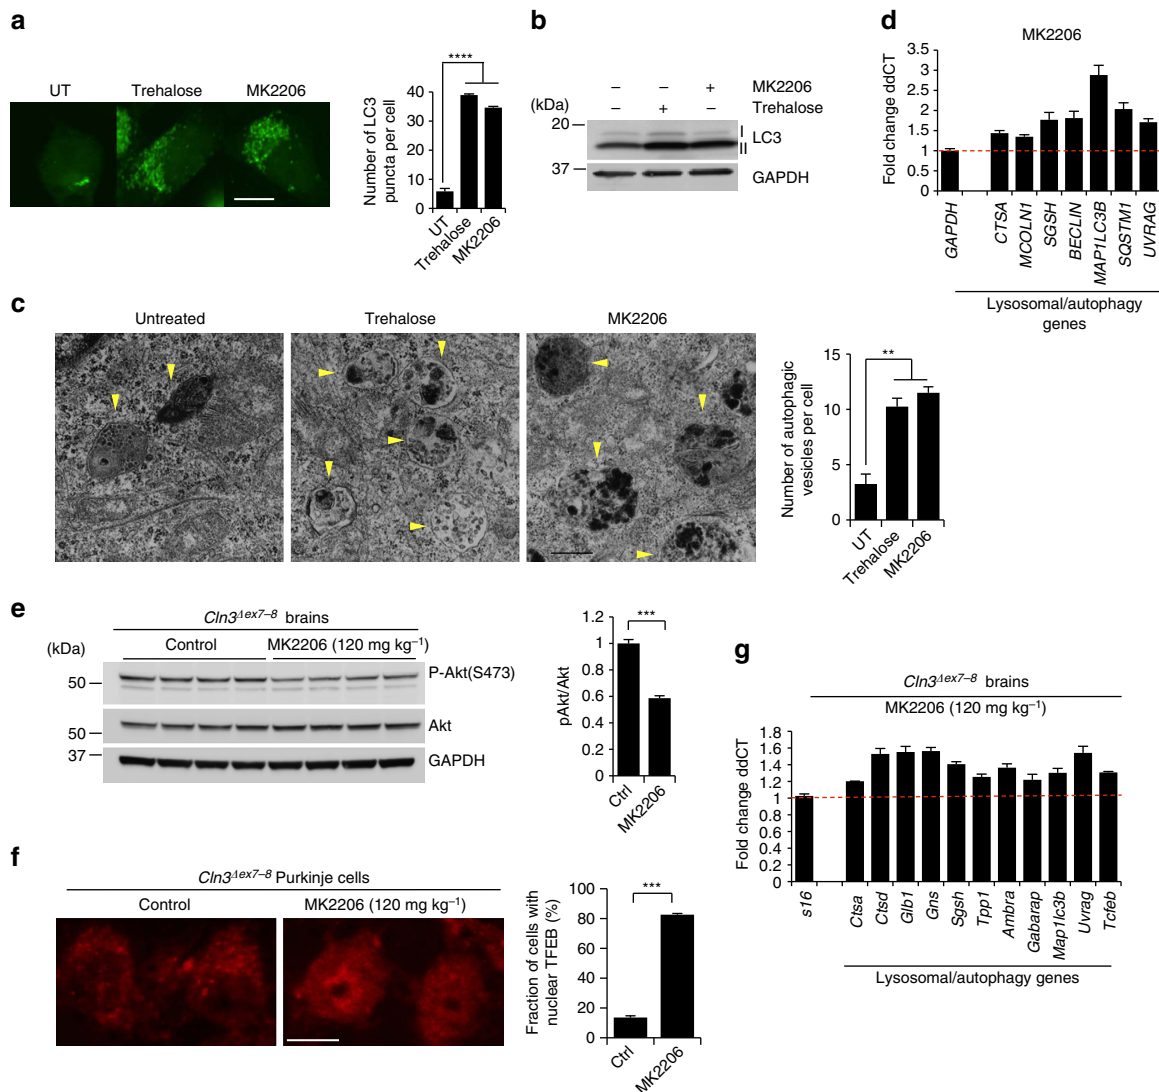 a
UT
Trehalose
MK2206
Number of LC3
puncta per cell
40
30
20
10
0
****
UT
Trehalose
MK2206
b
– – + MK2206
(kDa) – + – Trehalose
20
I
LC3
II
37
GAPDH
d
MK2206
Fold change ddCT
3.5
3
2.5
2
1.5
1
0.5
0
GAPDH
CTSA
MCOLN1
SGSH
BECLIN
MAP1LC3B
SQSTM1
UVRAG
Lysosomal/autophagy
genes
c
Untreated
Trehalose
MK2206
Number of autophagic
vesicles per cell
15
10
5
0
**
UT
Trehalose
MK2206
e
Cln3Δex7–8 brains
(kDa)
Control
MK2206 (120 mg kg–1)
50
P-Akt(S473)
50
Akt
37
GAPDH
pAkt/Akt
1.2
1
0.8
0.6
0.4
0.2
0
***
Ctrl
MK2206
f
Cln3Δex7–8 Purkinje cells
Control
MK2206 (120 mg kg–1)
Fraction of cells with
nuclear TFEB (%)
100
80
60
40
20
0
***
Ctrl
MK2206
g
Cln3Δex7–8 brains
MK2206 (120 mg kg–1)
Fold change ddCT
1.8
1.6
1.4
1.2
1
0.8
0.6
0.4
0.2
0
s16
Ctsa
Ctsd
Glb1
Gns
Sgsh
Tpp1
Ambra
Gabarap
Map1lc3b
Uvrag
Tcfeb
Lysosomal/autophagy genes